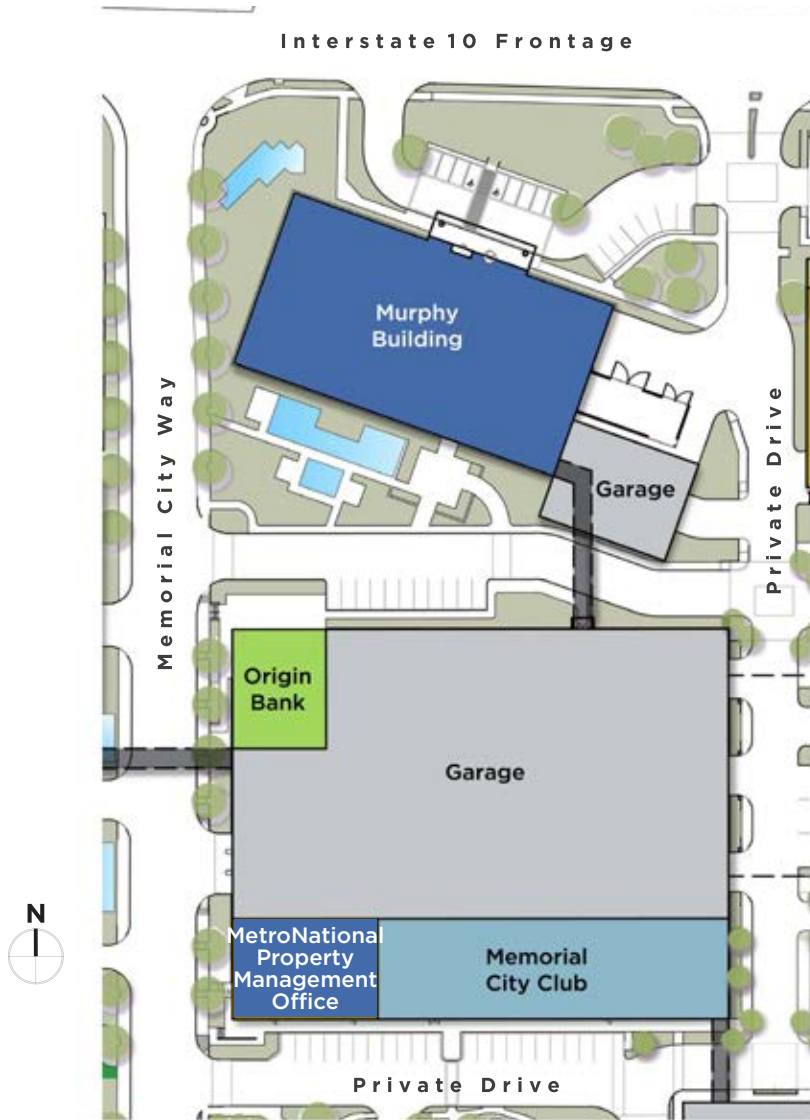 Interstate 10 Frontage
Murphy
Building
Memorial City Way
Private Drive
Garage
Origin
Bank
Garage
N
MetroNational
Property
Management
Office
Memorial
City Club
Private Drive